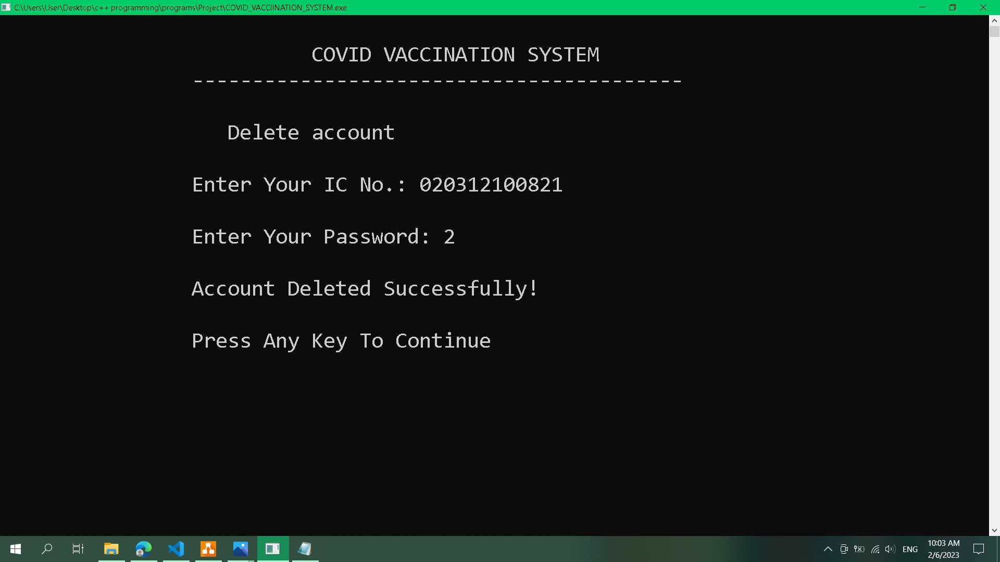 C:\Users\User\Desktop\c++ programming\programs\Project\COVID_VACCIINATION_SYSTEM.exe
COVID VACCINATION SYSTEM
-----------------------------------------
Delete account
Enter Your IC No.: 020312100821
Enter Your Password: 2
Account Deleted Successfully!
Press Any Key To Continue
ENG
10:03 AM
2/6/2023